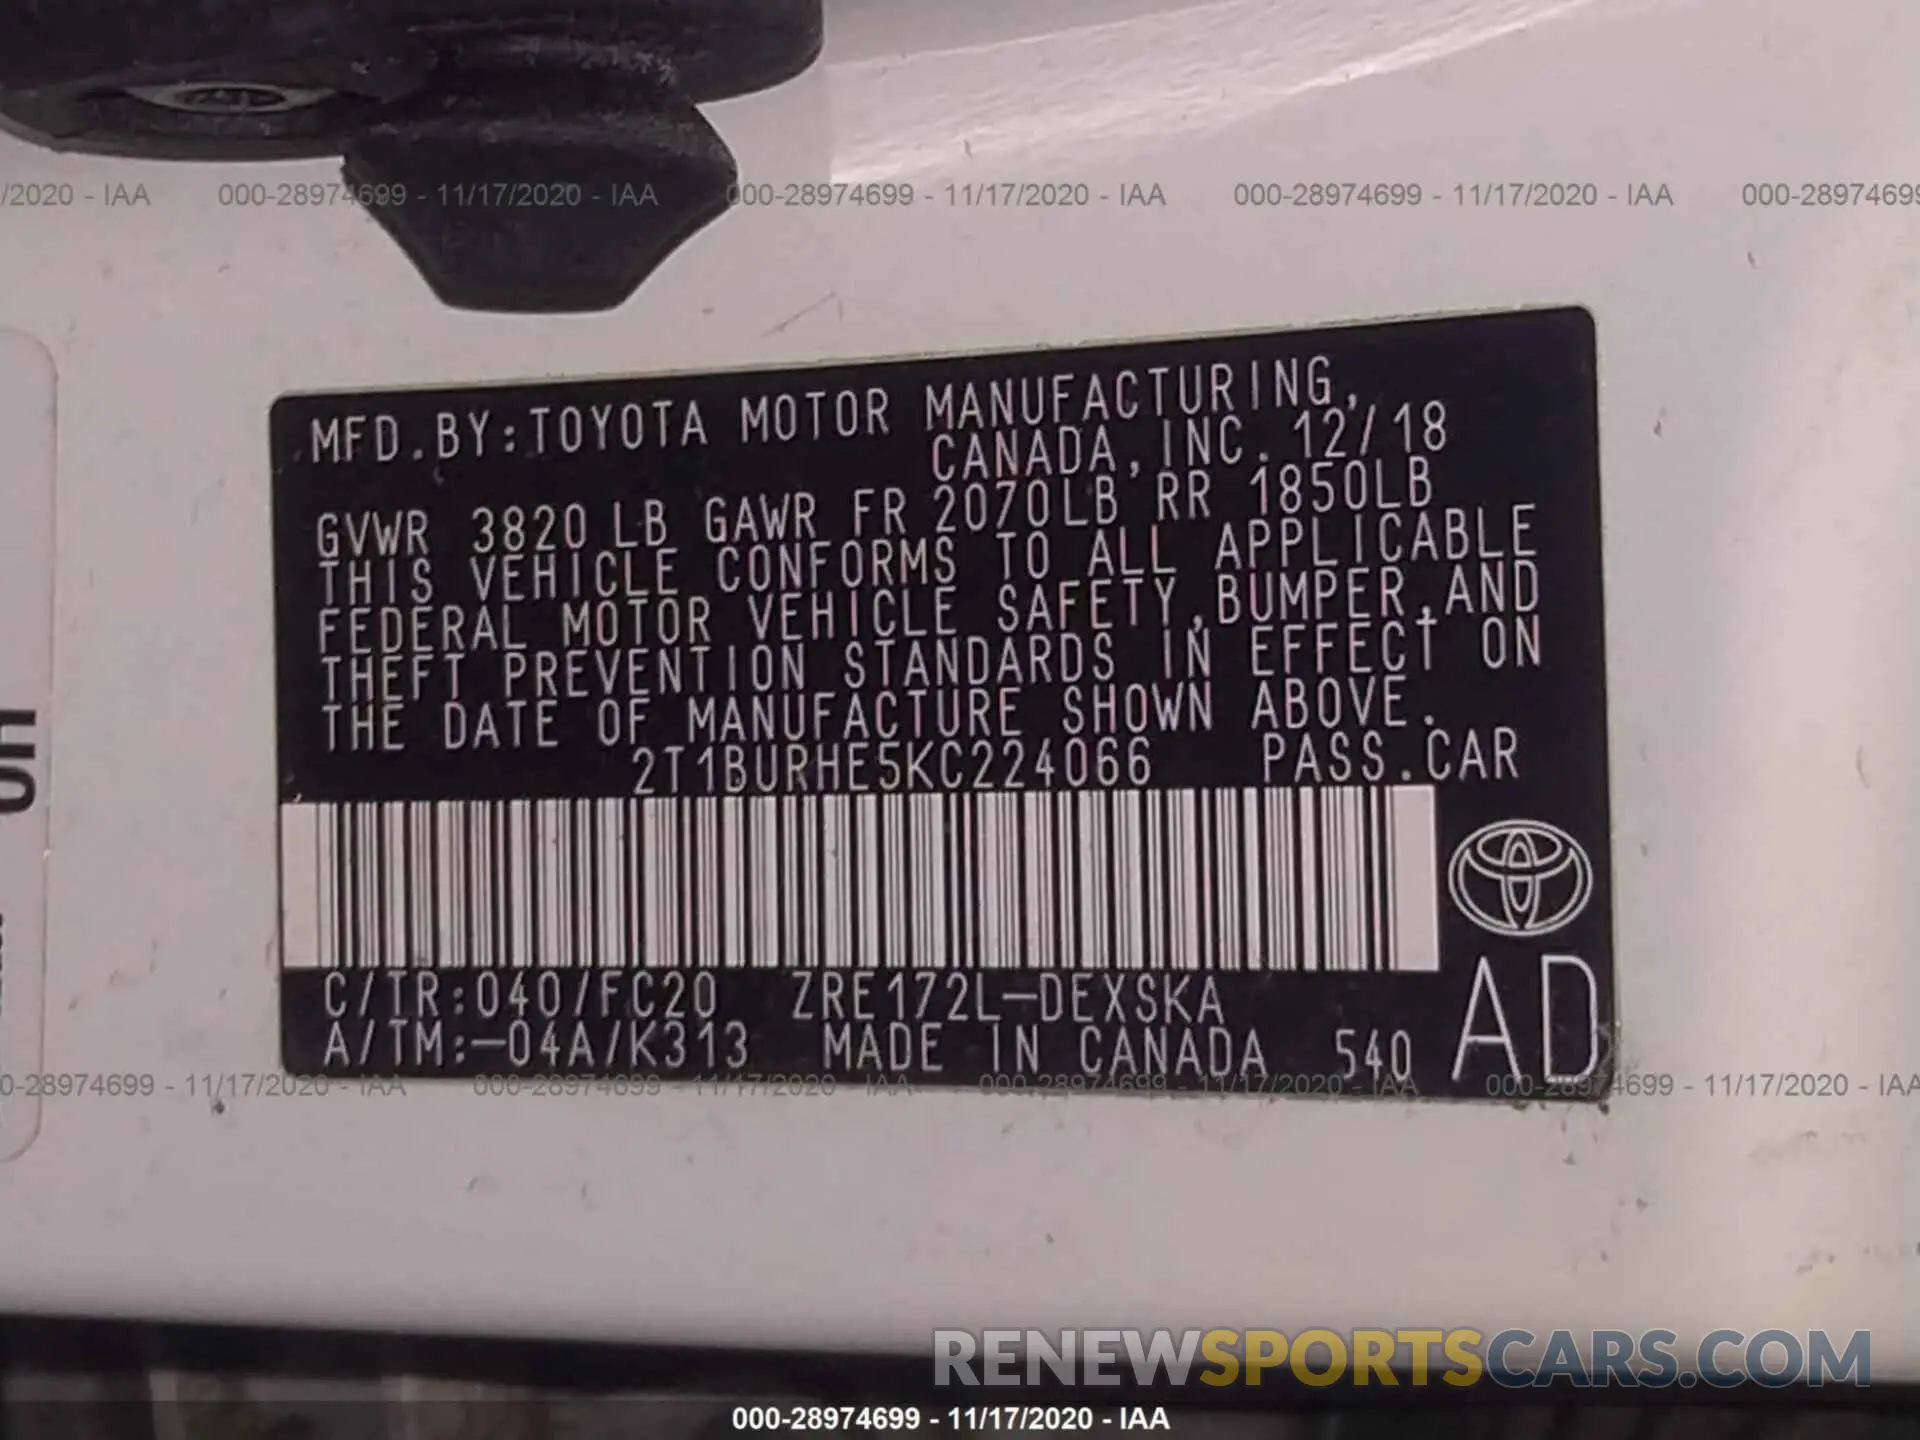 /2020 - IAA 000-28974699 - 11/17/2020 - IAA 000-28974699 - 11/17/2020 - IAA 000-28974699 - 11/17/2020 - IAA 000-2897469
MFD.BY:TOYOTA MOTOR MANUFACTURING,
CANADA,INC. 12/18
GVWR 3820 LB GAWR FR 2070LB RR 1850LB
THIS VEHICLE CONFORMS TO ALL APPLICABLE
FEDERAL MOTOR VEHICLE SAFETY,BUMPER,AND
THEFT PREVENTION STANDARDS IN EFFECT ON
THE DATE OF MANUFACTURE SHOWN ABOVE.
2T1BURHE5KC224066 PASS.CAR
C/TR:040/FC20 ZRE172L-DEXSKA
A/TM:-04A/K313 MADE IN CANADA 540 AD
0-28974699 - 11/17/2020 - IAA 000-28974699 - 11/17/2020 - IAA 000-28974699 - 11/17/2020 - IAA 000-28974699 - 11/17/2020 - IAA
RENEWSPORTSCARS.COM
000-28974699 - 11/17/2020 - IAA